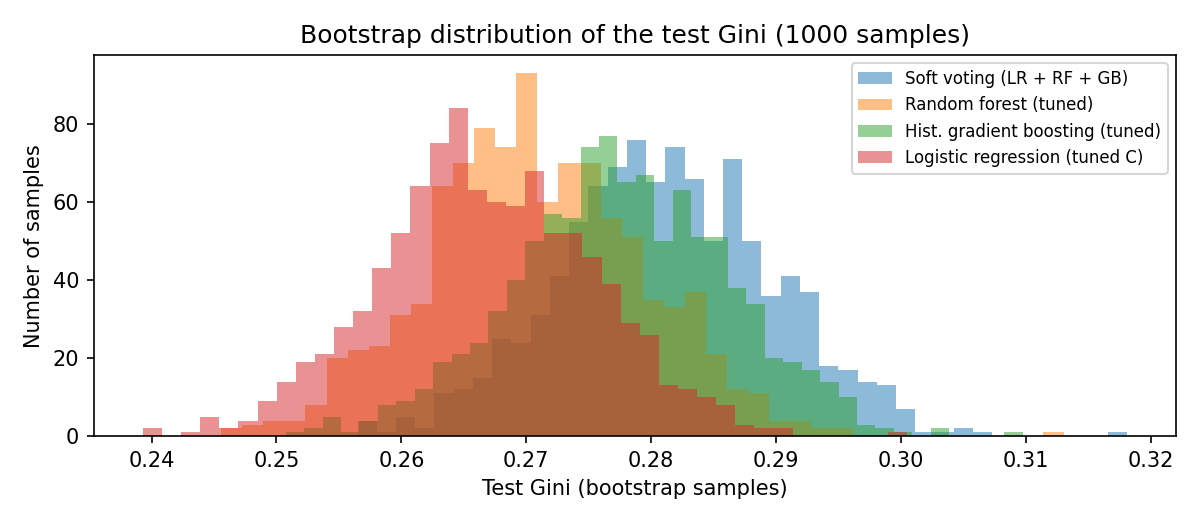 Bootstrap distribution of the test Gini (1000 samples)
Soft voting (LR + RF + GB)
Random forest (tuned)
Hist. gradient boosting (tuned)
Logistic regression (tuned C)
Number of samples
80
60
40
20
0
0.24 0.25 0.26 0.27 0.28 0.29 0.30 0.31 0.32
Test Gini (bootstrap samples)